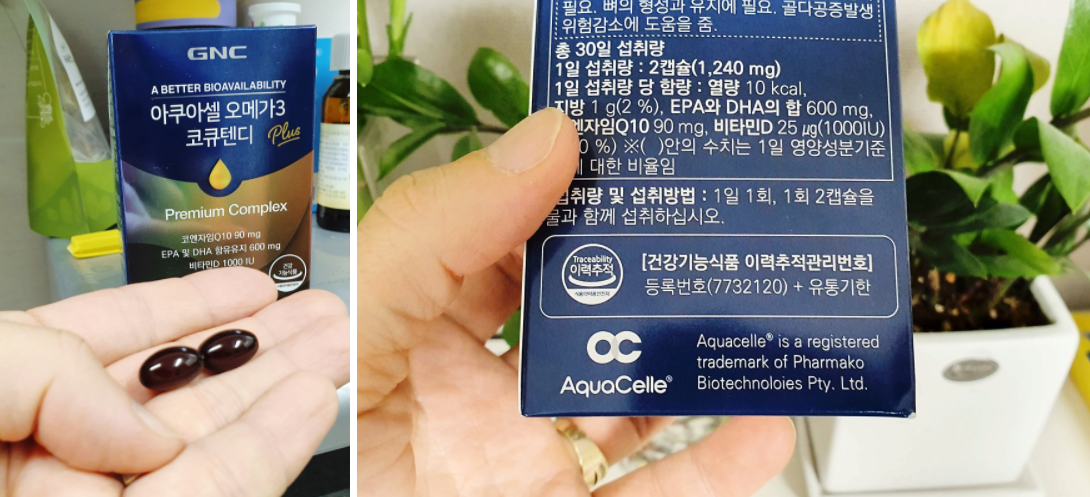 GNC
A BETTER BIOAVAILABILITY
아쿠아셀 오메가3
코큐텐디 Plus
Premium Complex
코엔자임Q10 90 mg
EPA 및 DHA 함유유지 600 mg
비타민D 1000 IU
건강
기능식품
필요. 뼈의 형성과 유지에 필요. 골다공증발생
위험감소에 도움을 줌.
총 30일 섭취량
1일 섭취량 : 2캡슐(1,240 mg)
1일 섭취량 당 함량 : 열량 10 kcal,
지방 1 g(2 %), EPA와 DHA의 합 600 mg,
엔자임Q10 90 mg, 비타민D 25 ㎍(1000IU)
0 %) ※( )안의 수치는 1일 영양성분기준
대한 비율임
섭취량 및 섭취방법 : 1일 1회, 1회 2캡슐을
물과 함께 섭취하십시오.
Traceability
이력추적
[건강기능식품 이력추적관리번호]
등록번호(7732120) + 유통기한
AquaCelle®
Aquacelle® is a registered
trademark of Pharmako
Biotechnoloies Pty. Ltd.